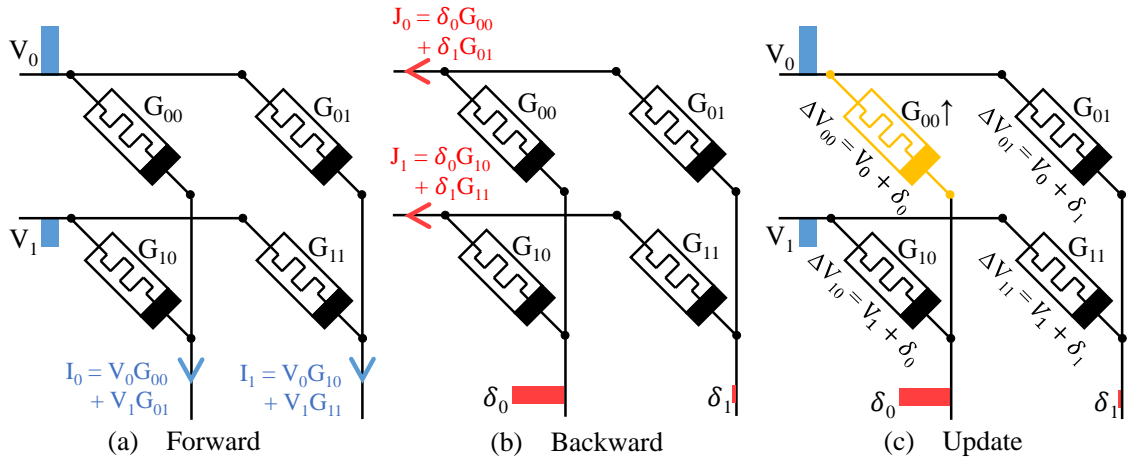 V₀
G₀₀
G₀₁
V₁
G₁₀
G₁₁
I₀ = V₀G₀₀
+ V₁G₀₁
I₁ = V₀G₁₀
+ V₁G₁₁
(a) Forward
J₀ = δ₀G₀₀
+ δ₁G₀₁
G₀₀
G₀₁
J₁ = δ₀G₁₀
+ δ₁G₁₁
G₁₀
G₁₁
δ₀
δ₁
(b) Backward
V₀
G₀₀↑
G₀₁
ΔV₀₀ = V₀ + δ₀
ΔV₀₁ = V₀ + δ₁
V₁
G₁₀
G₁₁
ΔV₁₀ = V₁ + δ₀
ΔV₁₁ = V₁ + δ₁
δ₀
δ₁
(c) Update